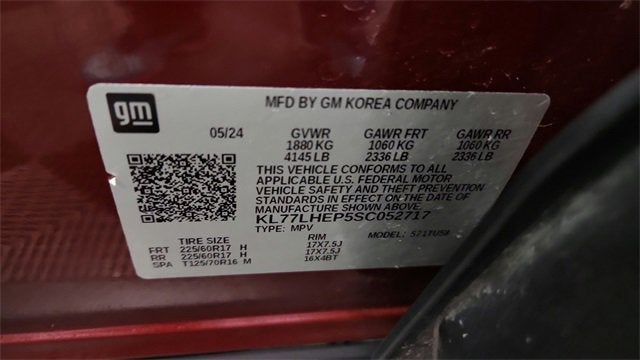 gm
MFD BY GM KOREA COMPANY
05/24 GVWR GAWR FRT GAWR RR
1880 KG 1060 KG 1060 KG
4145 LB 2336 LB 2336 LB
THIS VEHICLE CONFORMS TO ALL
APPLICABLE U.S. FEDERAL MOTOR
VEHICLE SAFETY AND THEFT PREVENTION
STANDARDS IN EFFECT ON THE DATE OF
MANUFACTURE SHOWN ABOVE.
KL77LHEP5SC052717
TYPE: MPV MODEL:
TIRE SIZE RIM
FRT 225/60R17 H 17X7.5J
RR 225/60R17 H 17X7.5J
SPA T125/70R16 M 16X4BT